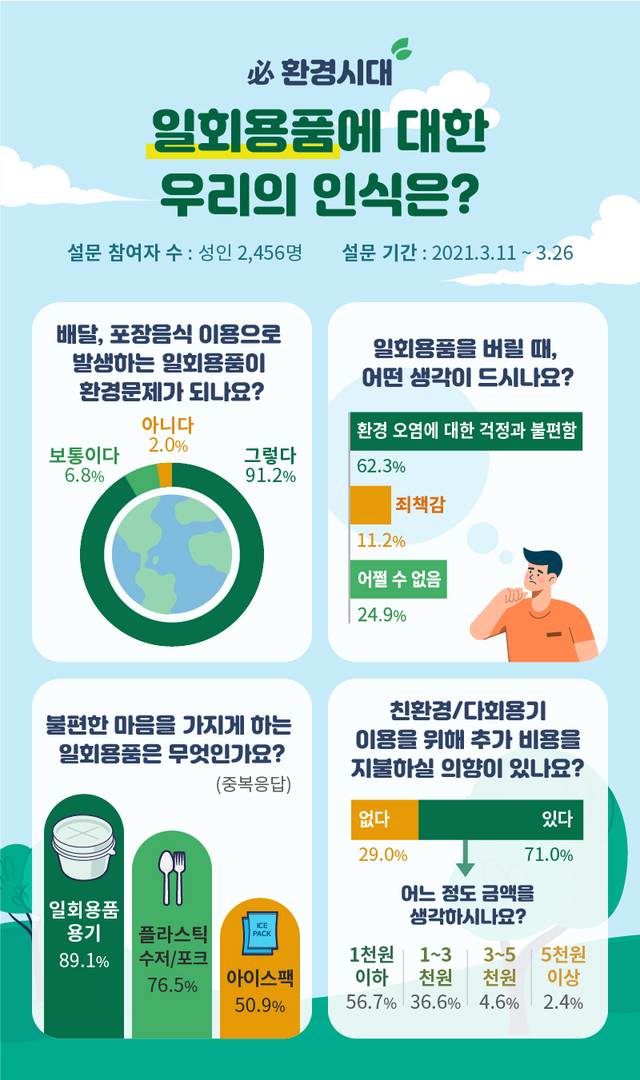 必 환경시대
일회용품에 대한
우리의 인식은?
설문 참여자 수 : 성인 2,456명 설문 기간 : 2021.3.11 ~ 3.26
배달, 포장음식 이용으로
발생하는 일회용품이
환경문제가 되나요?
아니다
2.0%
보통이다
6.8%
그렇다
91.2%
일회용품을 버릴 때,
어떤 생각이 드시나요?
환경 오염에 대한 걱정과 불편함
62.3%
죄책감
11.2%
어쩔 수 없음
24.9%
불편한 마음을 가지게 하는
일회용품은 무엇인가요?
(중복응답)
일회용품
용기
89.1%
플라스틱
수저/포크
76.5%
ICE
PACK
아이스팩
50.9%
친환경/다회용기
이용을 위해 추가 비용을
지불하실 의향이 있나요?
없다 있다
29.0% 71.0%
어느 정도 금액을
생각하시나요?
1천원 1~3 3~5 5천원
이하 천원 천원 이상
56.7% 36.6% 4.6% 2.4%